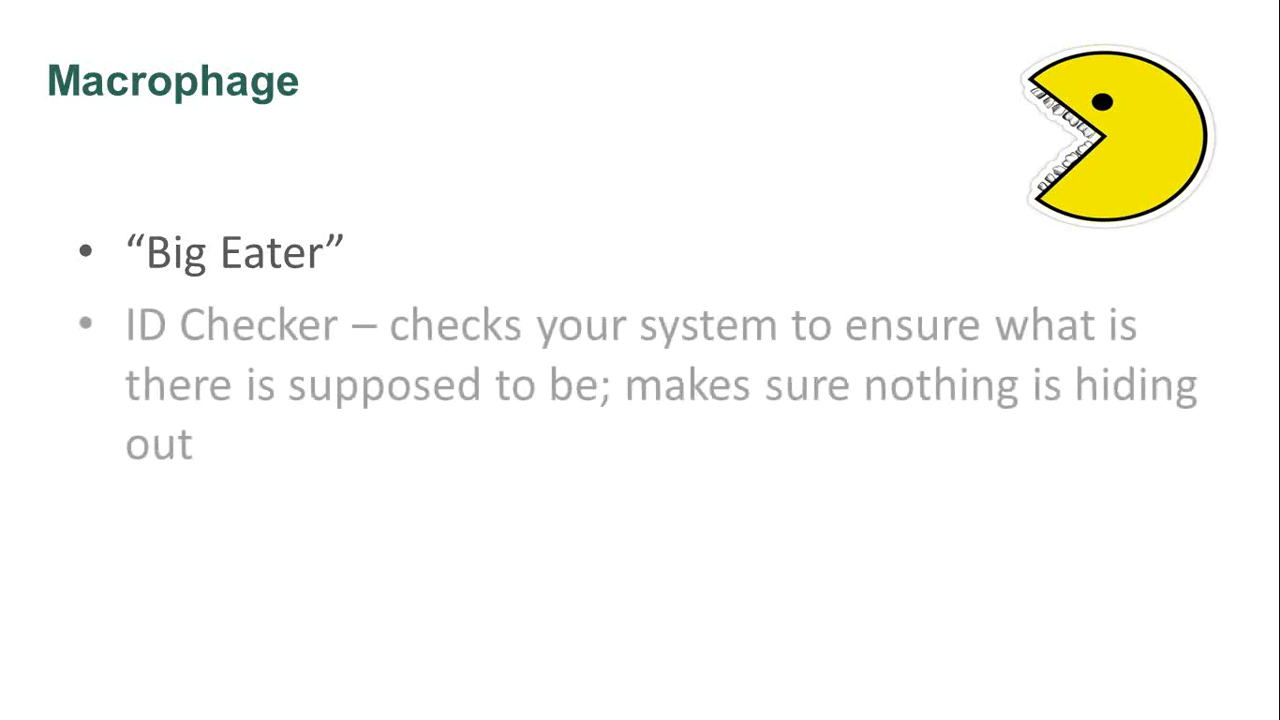 Macrophage
• “Big Eater”
• ID Checker – checks your system to ensure what is
there is supposed to be; makes sure nothing is hiding
out